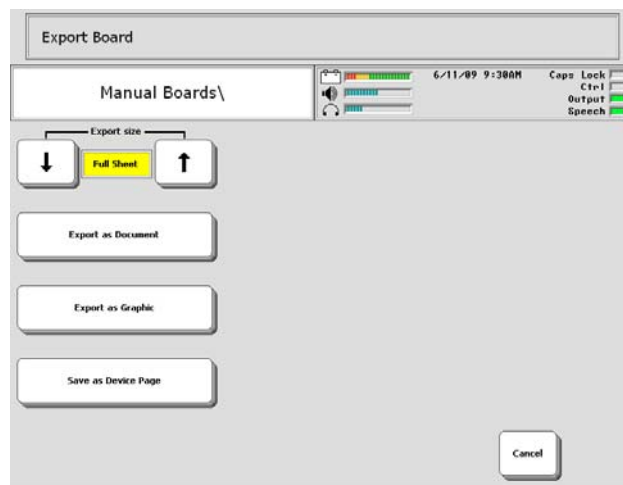 Export Board
Manual Boards\
6/11/09 9:30AM
Caps Lock
Ctrl
Output
Speech
Export size
Full Sheet
Export as Document
Export as Graphic
Save as Device Page
Cancel